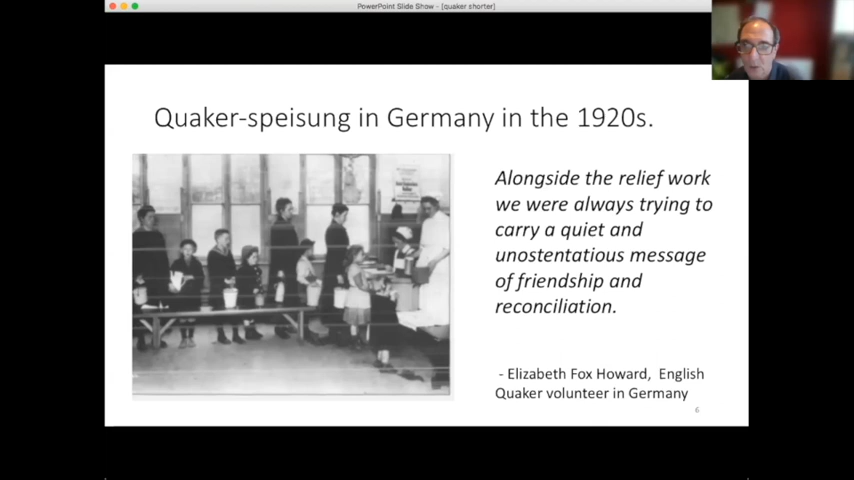 PowerPoint Slide Show - [quaker shorter]
Quaker-speisung in Germany in the 1920s.
Alongside the relief work
we were always trying to
carry a quiet and
unostentatious message
of friendship and
reconciliation.
- Elizabeth Fox Howard, English
Quaker volunteer in Germany
6